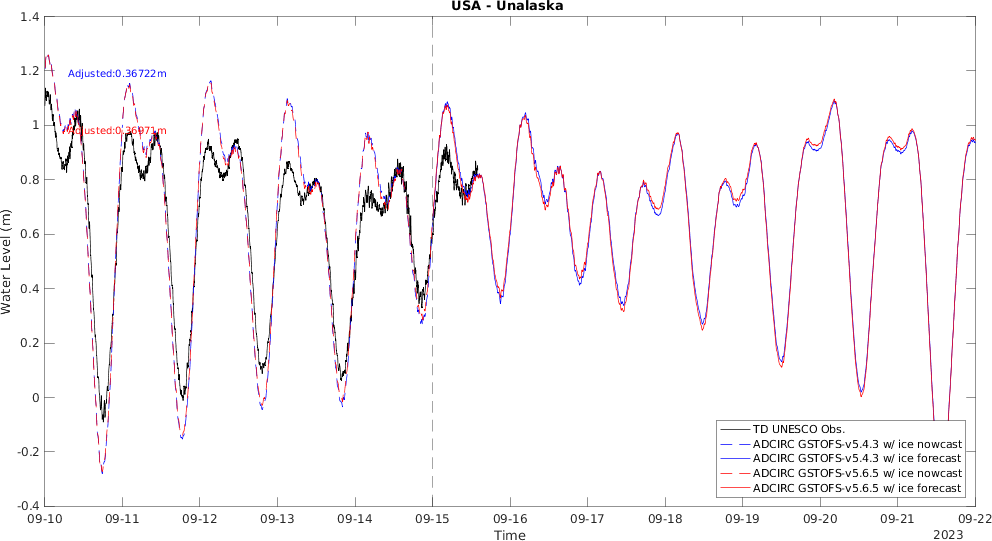 USA - Unalaska
1.4
1.2
1
0.8
0.6
0.4
0.2
0
-0.2
-0.4
Water Level (m)
Adjusted:0.36722m
Adjusted:0.36971m
TD UNESCO Obs.
ADCIRC GSTOFS-v5.4.3 w/ ice nowcast
ADCIRC GSTOFS-v5.4.3 w/ ice forecast
ADCIRC GSTOFS-v5.6.5 w/ ice nowcast
ADCIRC GSTOFS-v5.6.5 w/ ice forecast
09-10 09-11 09-12 09-13 09-14 09-15 09-16 09-17 09-18 09-19 09-20 09-21 09-22
Time
2023